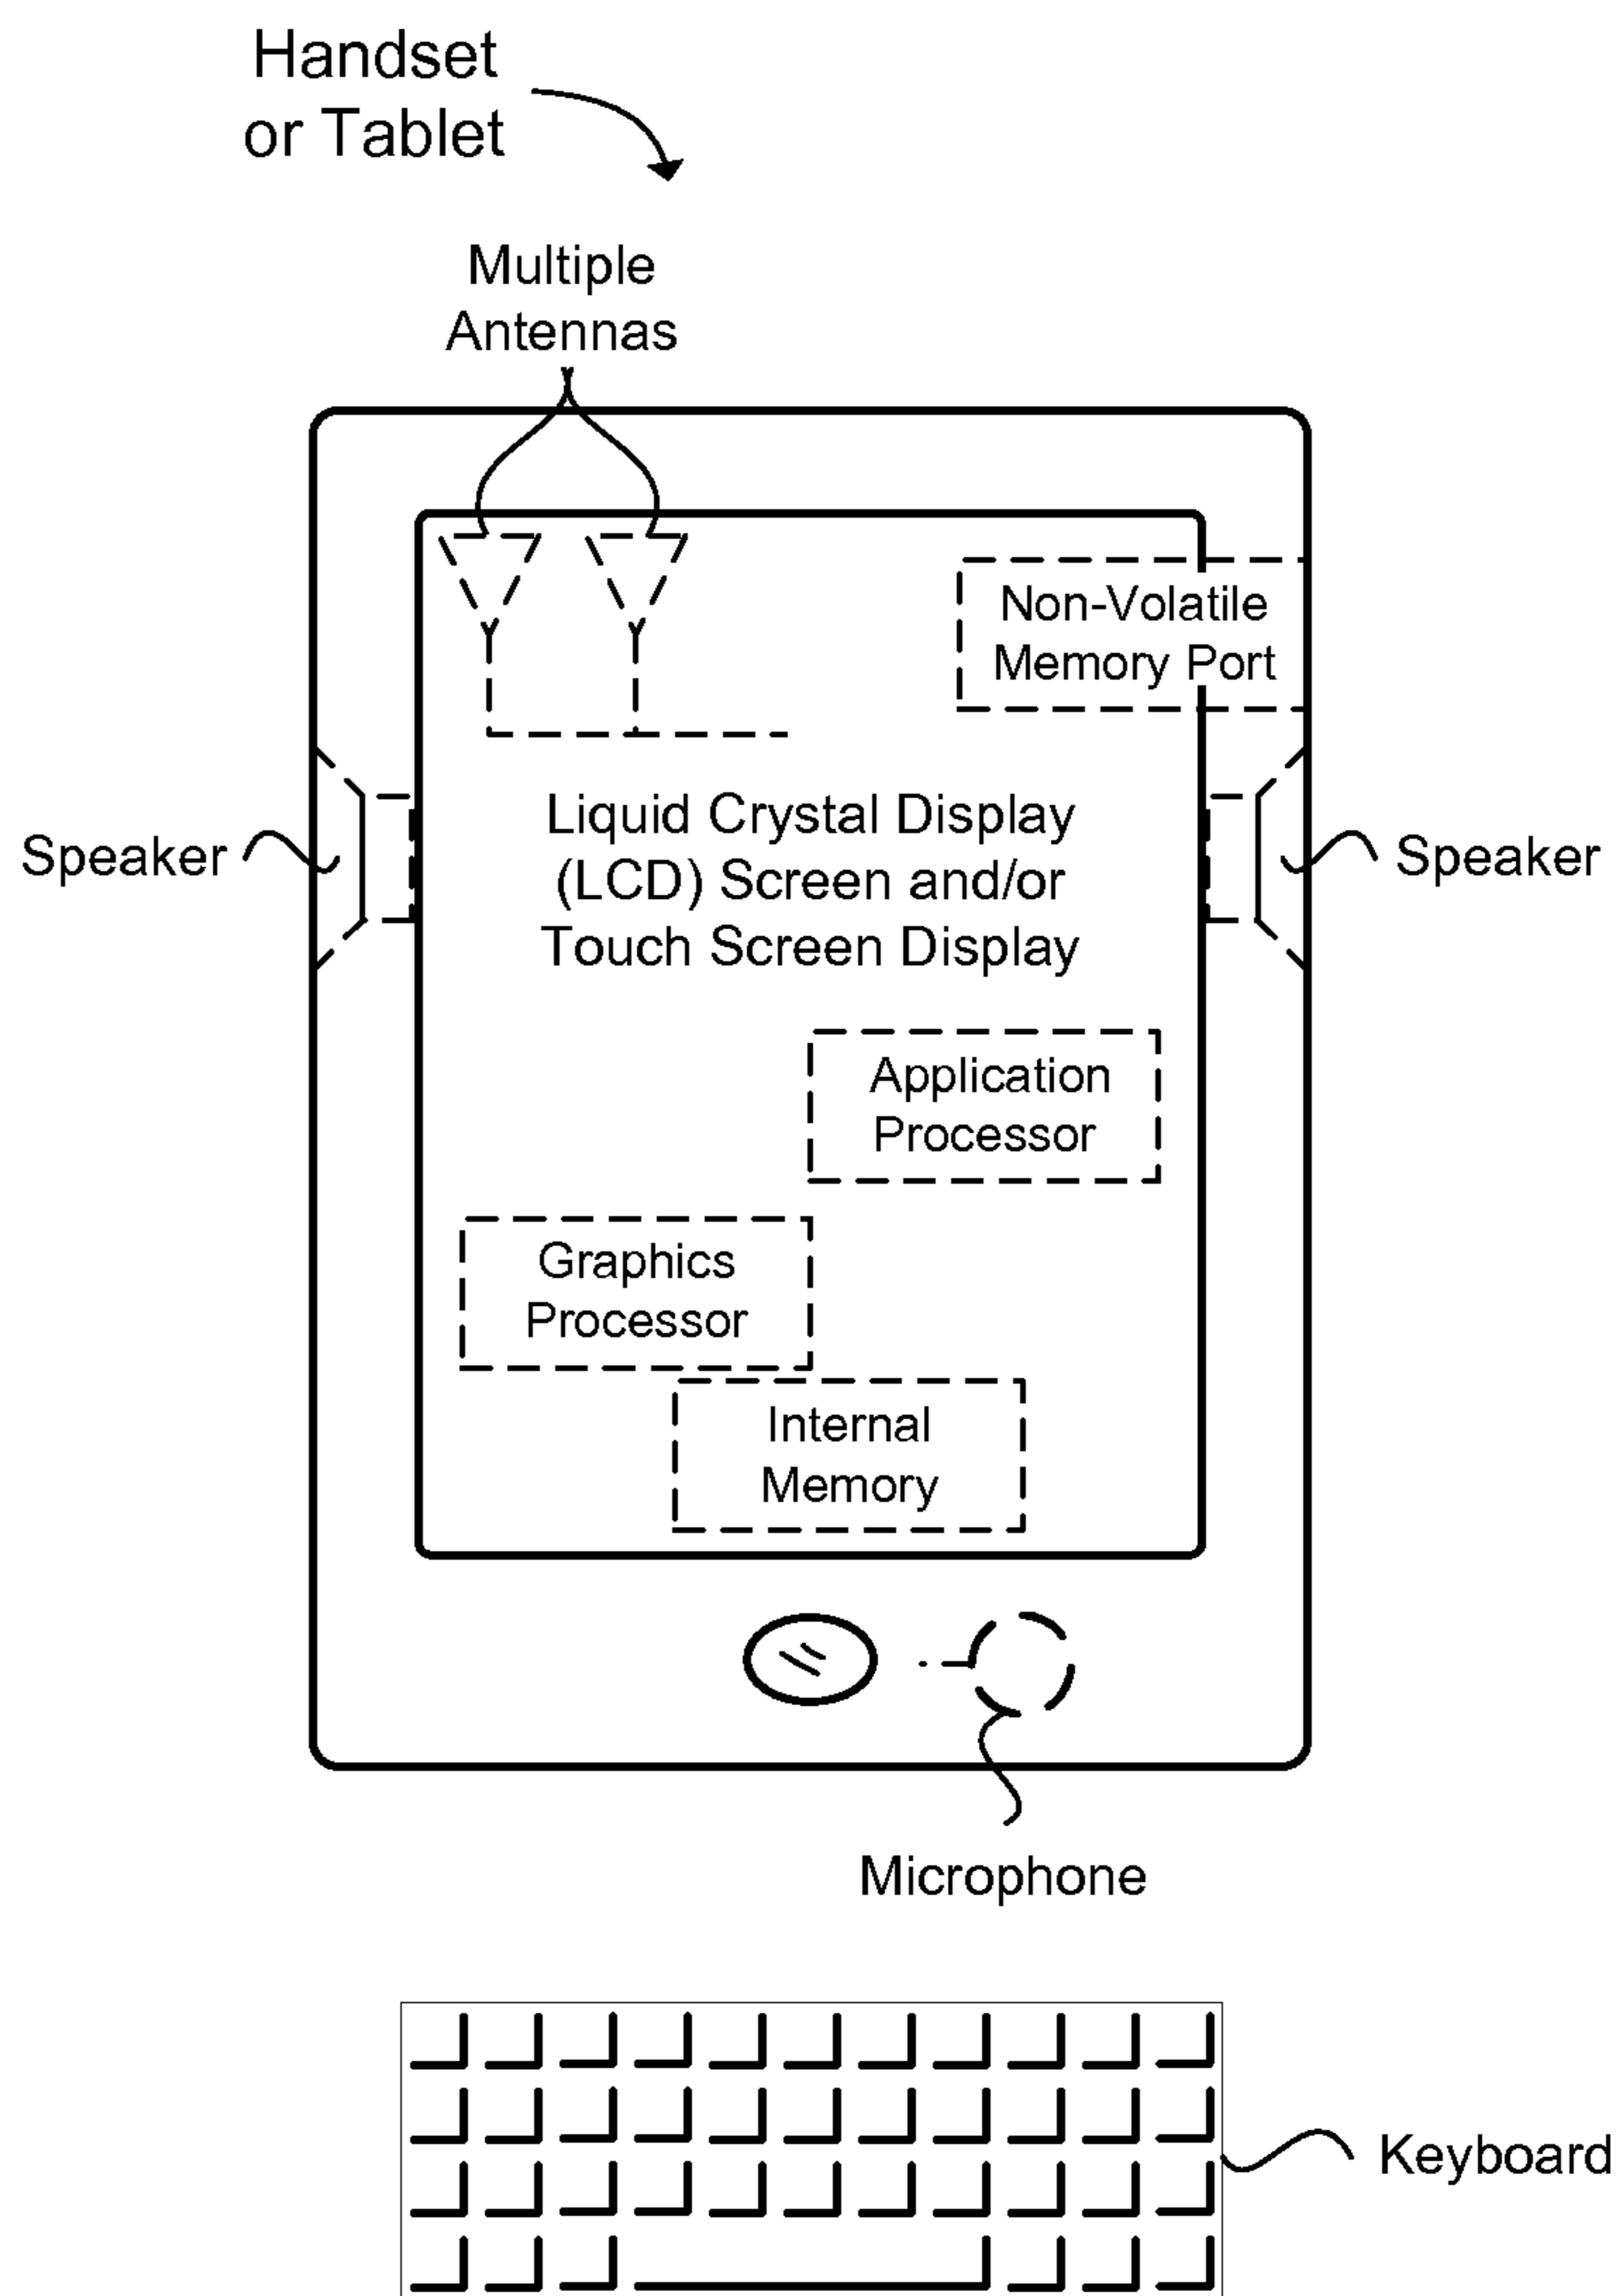 Handset
or Tablet
Multiple
Antennas
Non-Volatile
Memory Port
Speaker
Liquid Crystal Display
(LCD) Screen and/or
Touch Screen Display
Speaker
Application
Processor
Graphics
Processor
Internal
Memory
Microphone
Keyboard